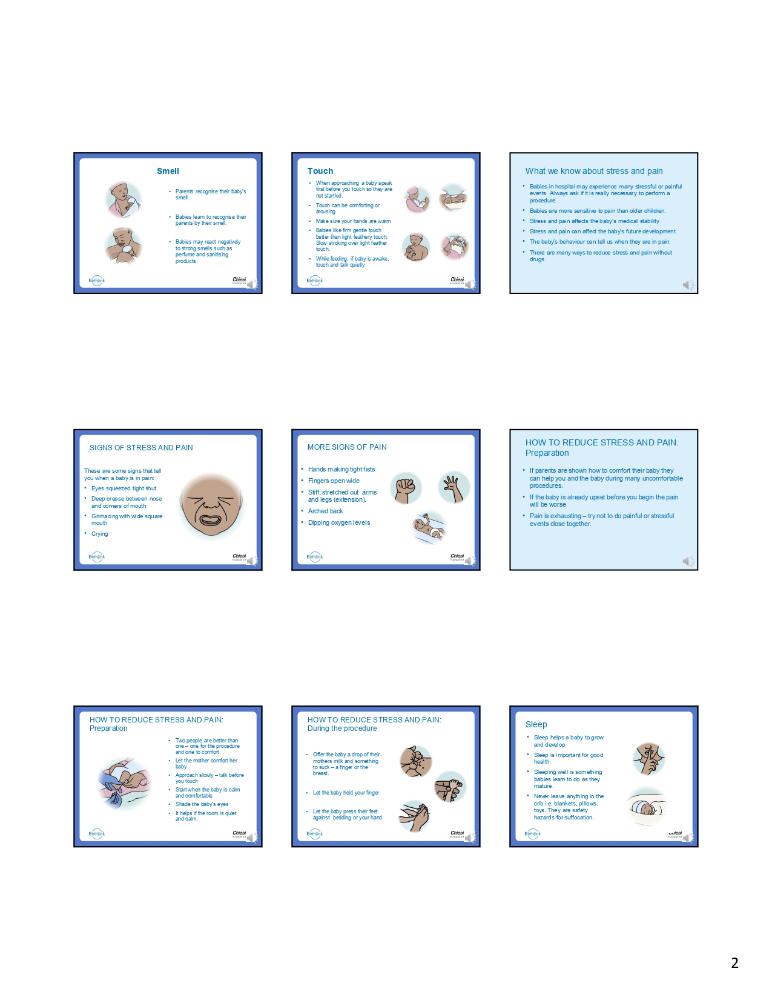 Smell
• Parents recognise their baby's
smell
• Babies learn to recognise their
parents by their smell.
• Babies may react negatively
to strong smells such as
perfume and sanitising
products.
BirthLink
Chiesi
FOUNDATION
Touch
• When approaching a baby speak
first before you touch so they are
not startled.
• Touch can be comforting or
arousing
• Make sure your hands are warm
• Babies like firm gentle touch
better than light feathery touch.
Slow stroking over light feather
touch.
• While feeding, if baby is awake,
touch and talk quietly
BirthLink
Chiesi
FOUNDATION
What we know about stress and pain
• Babies in hospital may experience many stressful or painful
events. Always ask if it is really necessary to perform a
procedure.
• Babies are more sensitive to pain than older children.
• Stress and pain affects the baby's medical stability
• Stress and pain can affect the baby's future development.
• The baby's behaviour can tell us when they are in pain.
• There are many ways to reduce stress and pain without
drugs
SIGNS OF STRESS AND PAIN
These are some signs that tell
you when a baby is in pain:
• Eyes squeezed tight shut
• Deep crease between nose
and corners of mouth
• Grimacing with wide square
mouth
• Crying
BirthLink
Chiesi
FOUNDATION
MORE SIGNS OF PAIN
• Hands making tight fists
• Fingers open wide
• Stiff, stretched out arms
and legs (extension).
• Arched back
• Dipping oxygen levels
BirthLink
Chiesi
FOUNDATION
HOW TO REDUCE STRESS AND PAIN:
Preparation
• If parents are shown how to comfort their baby they
can help you and the baby during many uncomfortable
procedures.
• If the baby is already upset before you begin the pain
will be worse
• Pain is exhausting – try not to do painful or stressful
events close together.
HOW TO REDUCE STRESS AND PAIN:
Preparation
• Two people are better than
one – one for the procedure
and one to comfort.
• Let the mother comfort her
baby
• Approach slowly – talk before
you touch
• Start when the baby is calm
and comfortable
• Shade the baby's eyes
• It helps if the room is quiet
and calm.
BirthLink
Chiesi
FOUNDATION
HOW TO REDUCE STRESS AND PAIN:
During the procedure
• Offer the baby a drop of their
mothers milk and something
to suck – a finger or the
breast.
• Let the baby hold your finger
• Let the baby press their feet
against bedding or your hand.
BirthLink
Chiesi
FOUNDATION
Sleep
• Sleep helps a baby to grow
and develop
• Sleep is important for good
health
• Sleeping well is something
babies learn to do as they
mature.
• Never leave anything in the
crib i.e. blankets, pillows,
toys. They are safety
hazards for suffocation.
BirthLink
Chiesi
FOUNDATION
2